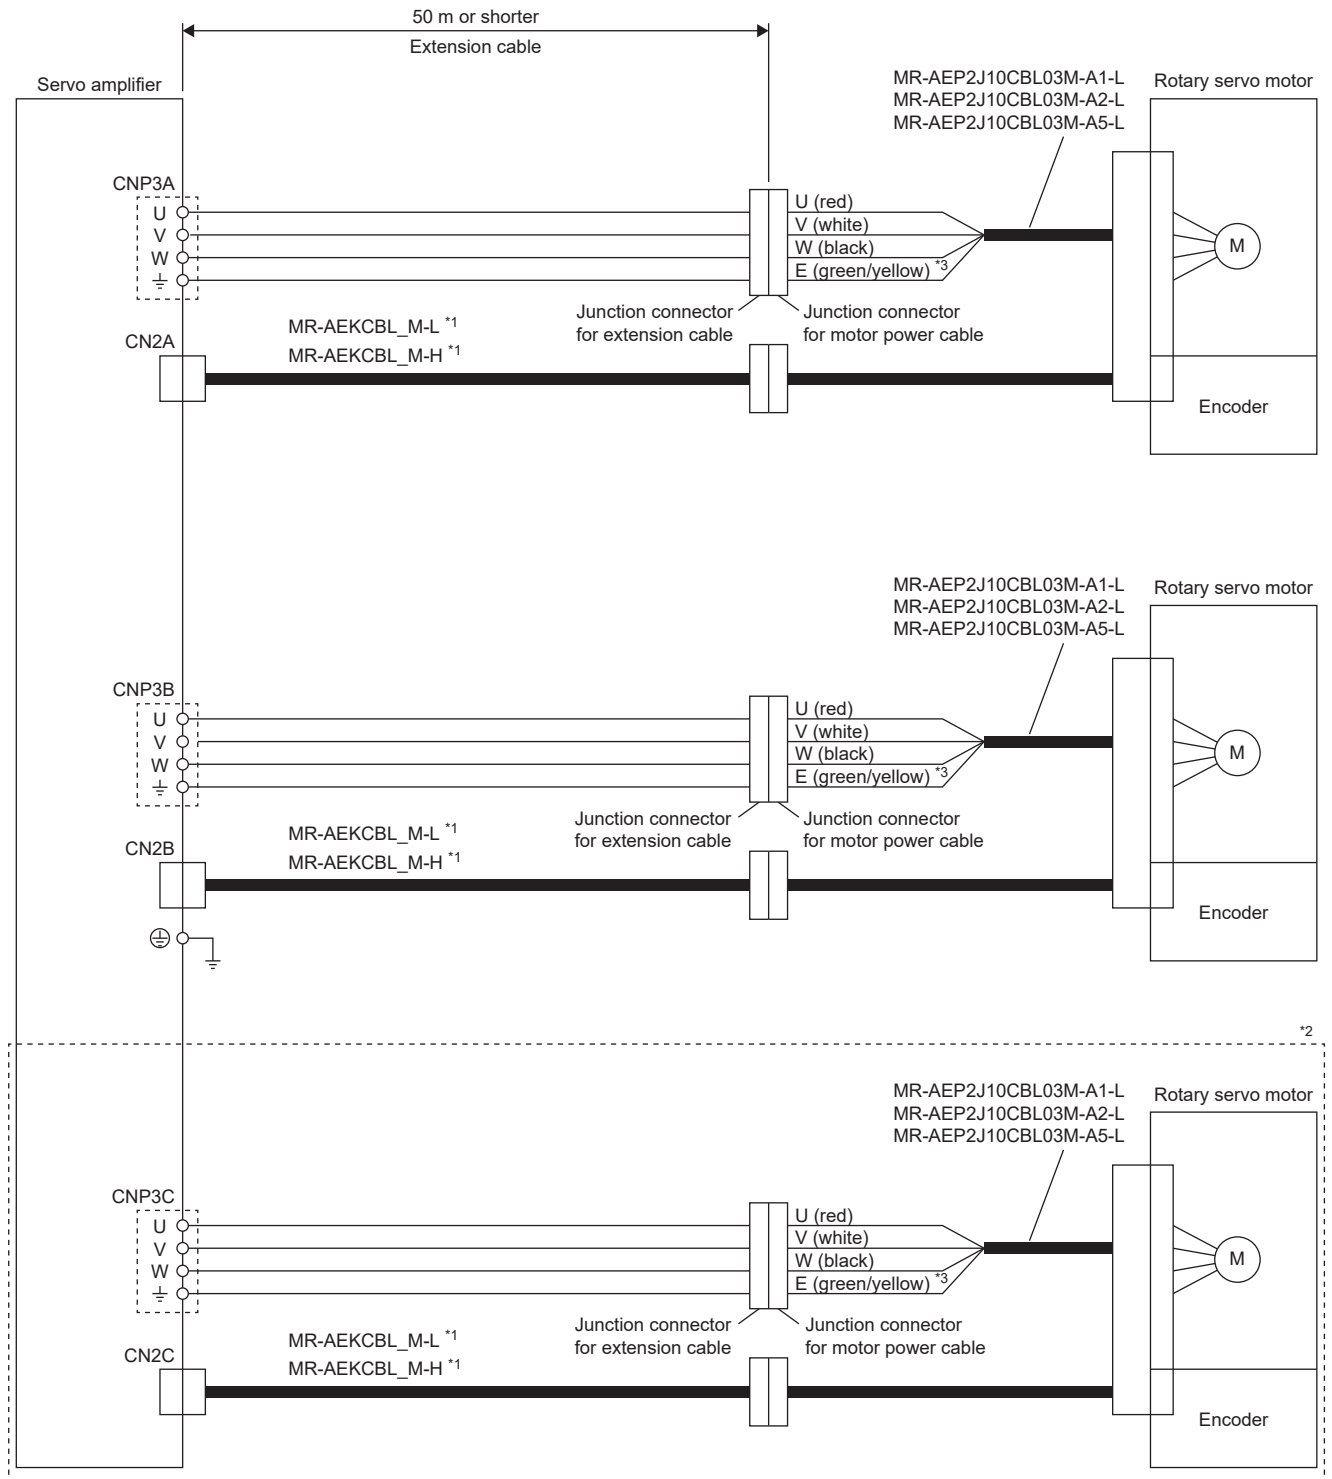 50 m or shorter
Extension cable
Servo amplifier
MR-AEP2J10CBL03M-A1-L
MR-AEP2J10CBL03M-A2-L
MR-AEP2J10CBL03M-A5-L
Rotary servo motor
CNP3A
U
V
W
U (red)
V (white)
W (black)
E (green/yellow) *3
M
Junction connector
for extension cable
Junction connector
for motor power cable
CN2A
MR-AEKCBL_M-L *1
MR-AEKCBL_M-H *1
Encoder
MR-AEP2J10CBL03M-A1-L
MR-AEP2J10CBL03M-A2-L
MR-AEP2J10CBL03M-A5-L
Rotary servo motor
CNP3B
U
V
W
U (red)
V (white)
W (black)
E (green/yellow) *3
M
Junction connector
for extension cable
Junction connector
for motor power cable
CN2B
MR-AEKCBL_M-L *1
MR-AEKCBL_M-H *1
Encoder
*2
MR-AEP2J10CBL03M-A1-L
MR-AEP2J10CBL03M-A2-L
MR-AEP2J10CBL03M-A5-L
Rotary servo motor
CNP3C
U
V
W
U (red)
V (white)
W (black)
E (green/yellow) *3
M
Junction connector
for extension cable
Junction connector
for motor power cable
CN2C
MR-AEKCBL_M-L *1
MR-AEKCBL_M-H *1
Encoder